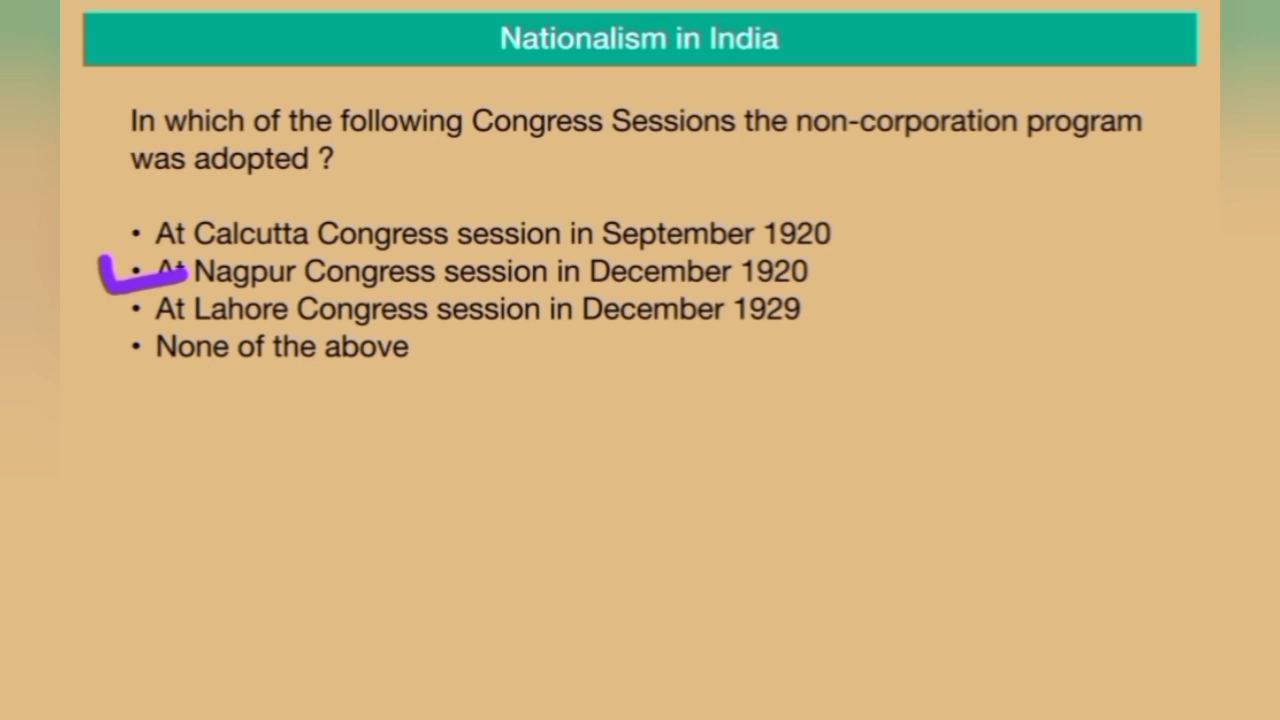 Nationalism in India
In which of the following Congress Sessions the non-corporation program
was adopted ?
• At Calcutta Congress session in September 1920
• At Nagpur Congress session in December 1920
• At Lahore Congress session in December 1929
• None of the above